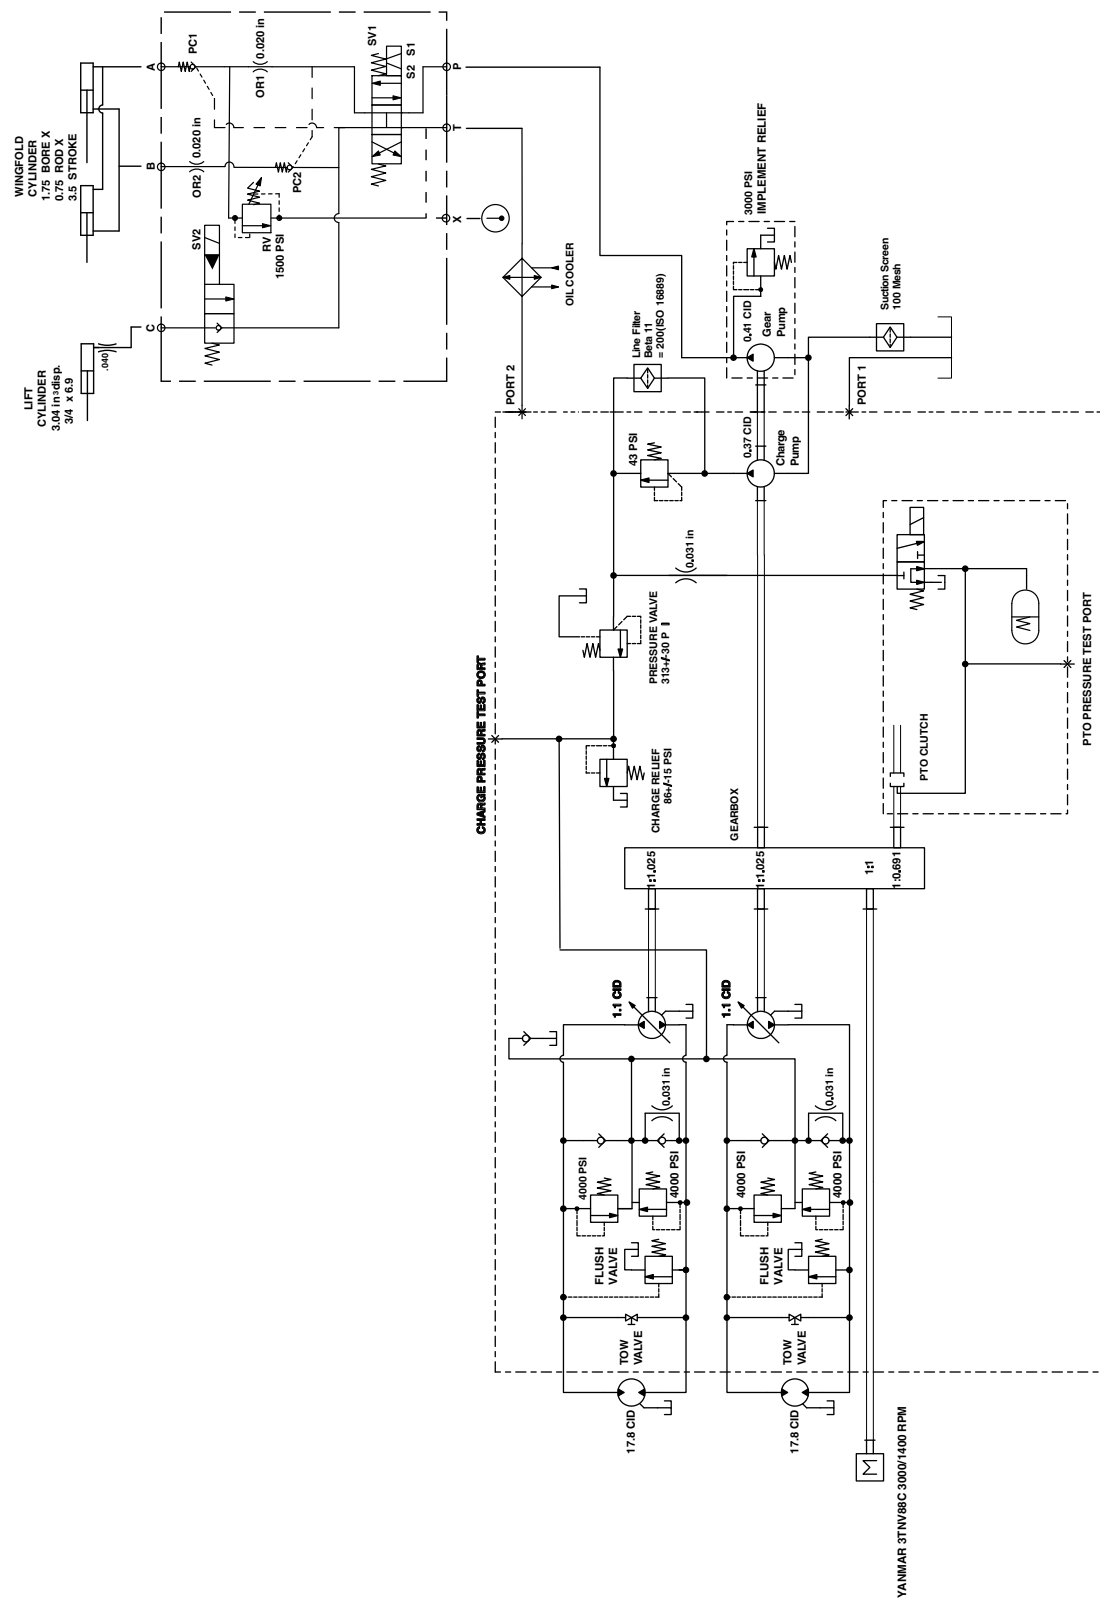 WINGFOLD
CYLINDER
1.75 BORE X
0.75 ROD X
3.5 STROKE
LIFT
CYLINDER
3.04 in³ disp.
3/4 x 6.9
.040
A
B
C
PC1
OR1
0.020 in
OR2
0.020 in
PC2
SV1
S1
S2
SV2
RV
1500 PSI
P
T
X
OIL COOLER
PORT 2
3000 PSI
IMPLEMENT RELIEF
Line Filter
Beta 11
= 200(ISO 16889)
0.41 CID
Gear
Pump
Suction Screen
100 Mesh
PORT 1
43 PSI
0.37 CID
Charge
Pump
0.031 in
PRESSURE VALVE
313+/-30 P
CHARGE PRESSURE TEST PORT
CHARGE RELIEF
86+/-15 PSI
PTO CLUTCH
PTO PRESSURE TEST PORT
GEARBOX
1:1.025
1:1.025
1:1
1:0.691
1.1 CID
1.1 CID
0.031 in
0.031 in
4000 PSI
4000 PSI
4000 PSI
4000 PSI
FLUSH
VALVE
FLUSH
VALVE
TOW
VALVE
TOW
VALVE
17.8 CID
17.8 CID
M
YANMAR 3TNV88C 3000/1400 RPM